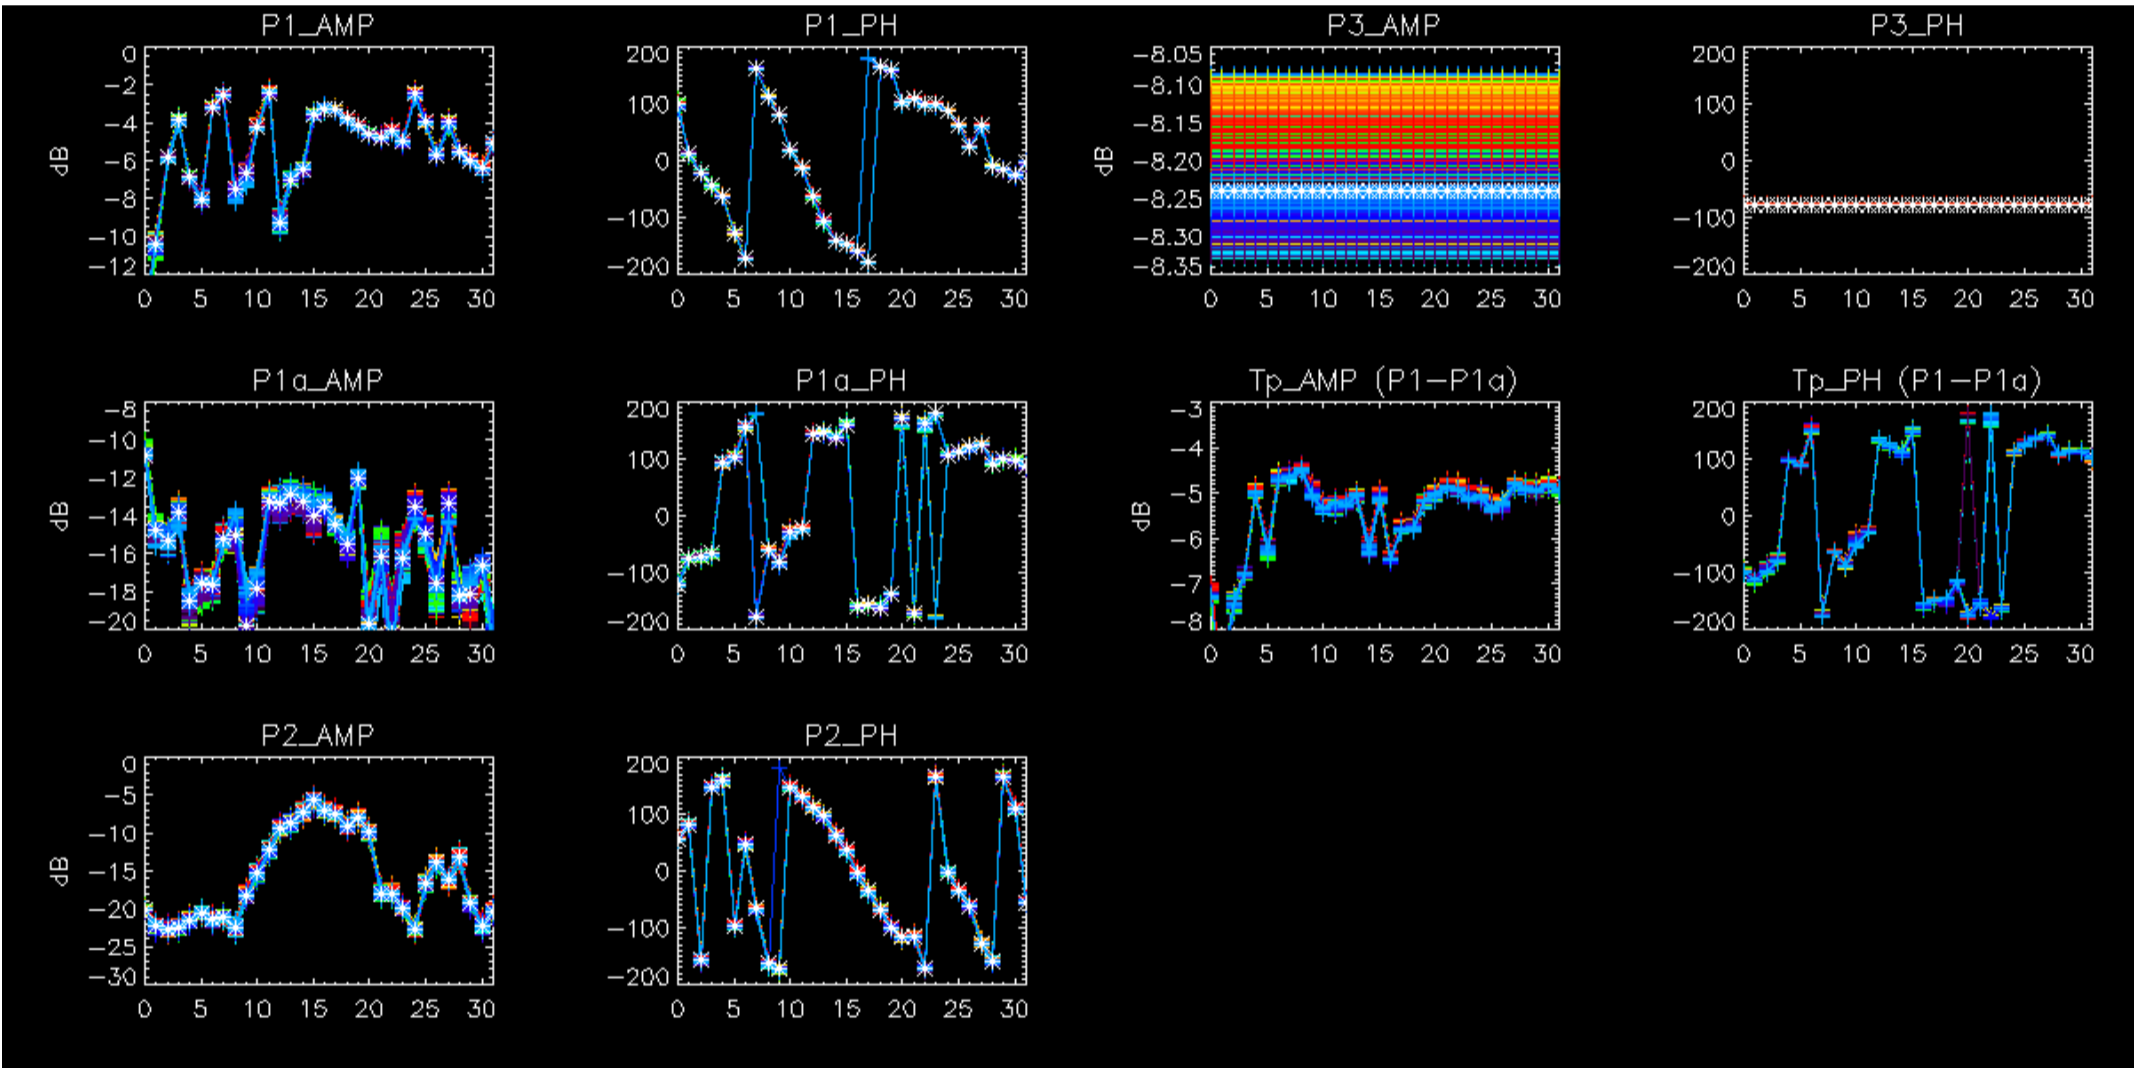 P1_AMP
dB
0
-2
-4
-6
-8
-10
-12
0 5 10 15 20 25 30
P1_PH
200
100
0
-100
-200
0 5 10 15 20 25 30
P3_AMP
dB
-8.05
-8.10
-8.15
-8.20
-8.25
-8.30
-8.35
0 5 10 15 20 25 30
P3_PH
200
100
0
-100
-200
0 5 10 15 20 25 30
P1a_AMP
dB
-8
-10
-12
-14
-16
-18
-20
0 5 10 15 20 25 30
P1a_PH
200
100
0
-100
-200
0 5 10 15 20 25 30
Tp_AMP (P1-P1a)
dB
-3
-4
-5
-6
-7
-8
0 5 10 15 20 25 30
Tp_PH (P1-P1a)
200
100
0
-100
-200
0 5 10 15 20 25 30
P2_AMP
dB
0
-5
-10
-15
-20
-25
-30
0 5 10 15 20 25 30
P2_PH
200
100
0
-100
-200
0 5 10 15 20 25 30